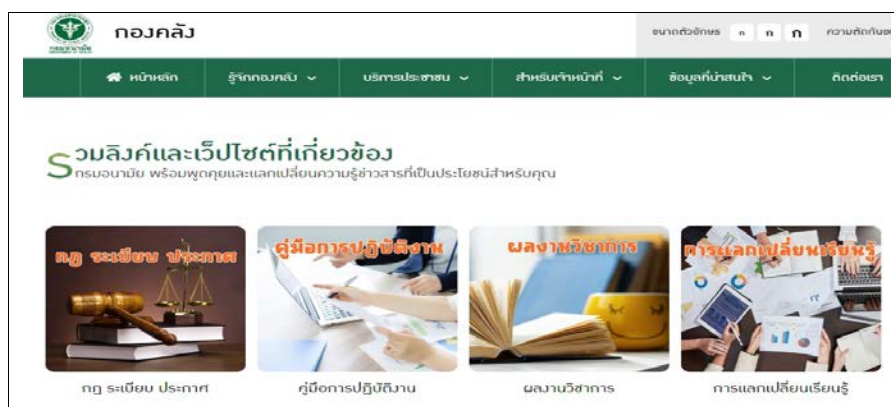 กองคลัง
ขนาดตัวอักษร ก ก ก
กรมอนามัย
หน้าหลัก รู้จักกองคลัง บริการประชาชน สำหรับเจ้าหน้าที่ ข้อมูลที่น่าสนใจ ติดต่อเรา
รวมลิงค์และเว็ปไซต์ที่เกี่ยวข้อง
กรมอนามัย พร้อมพูดคุยและแลกเปลี่ยนความรู้ข่าวสารที่เป็นประโยชน์สำหรับคุณ
กฎ ระเบียบ ประกาศ คู่มือการปฏิบัติงาน ผลงานวิชาการ การแลกเปลี่ยนเรียนรู้
กฎ ระเบียบ ประกาศ คู่มือการปฏิบัติงาน ผลงานวิชาการ การแลกเปลี่ยนเรียนรู้